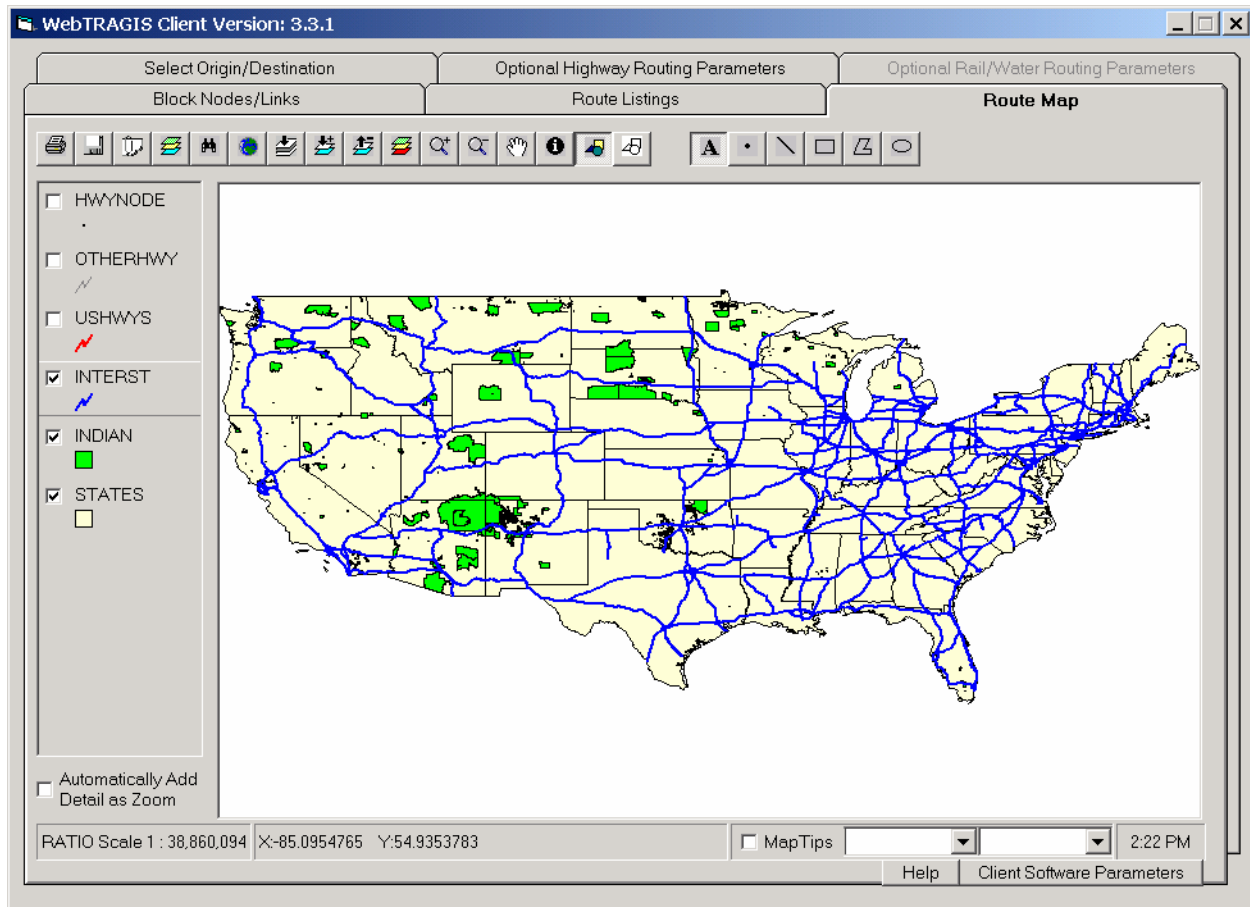 WebTRAGIS Client Version: 3.3.1
Select Origin/Destination
Optional Highway Routing Parameters
Optional Rail/Water Routing Parameters
Block Nodes/Links
Route Listings
Route Map
A
HWYNODE
OTHERHWY
USHWYS
INTERST
INDIAN
STATES
Automatically Add
Detail as Zoom
RATIO Scale 1 : 38,860,094
X:-85.0954765 Y:54.9353783
MapTips
2:22 PM
Help
Client Software Parameters